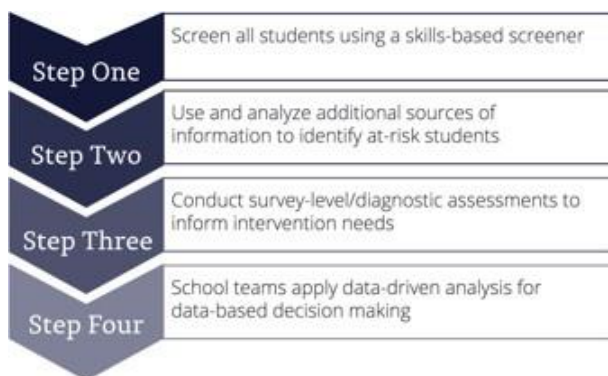 Step One
Screen all students using a skills-based screener
Step Two
Use and analyze additional sources of
information to identify at-risk students
Step Three
Conduct survey-level/diagnostic assessments to
inform intervention needs
Step Four
School teams apply data-driven analysis for
data-based decision making